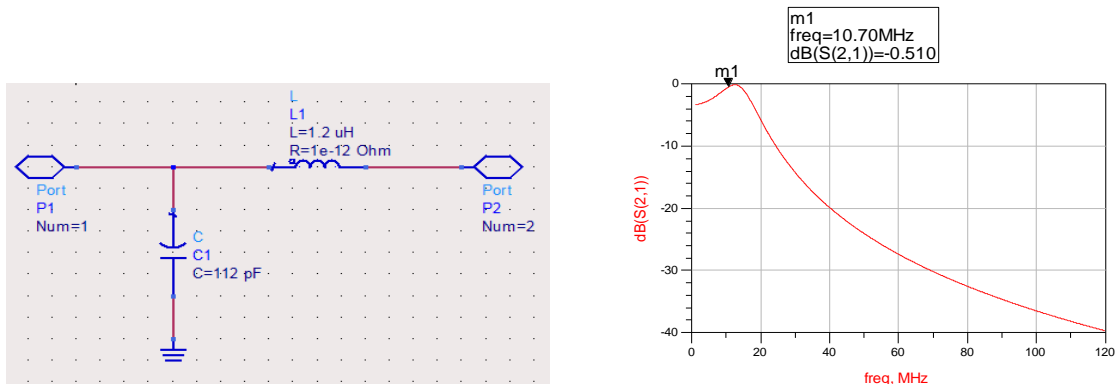 L
L1
L=1.2 uH
R=1e-12 Ohm
Port
P1
Num=1
Port
P2
Num=2
C
C1
C=112 pF
m1
freq=10.70MHz
dB(S(2,1))=-0.510
m1
dB(S(2,1))
0
-10
-20
-30
-40
0 20 40 60 80 100 120
freq, MHz